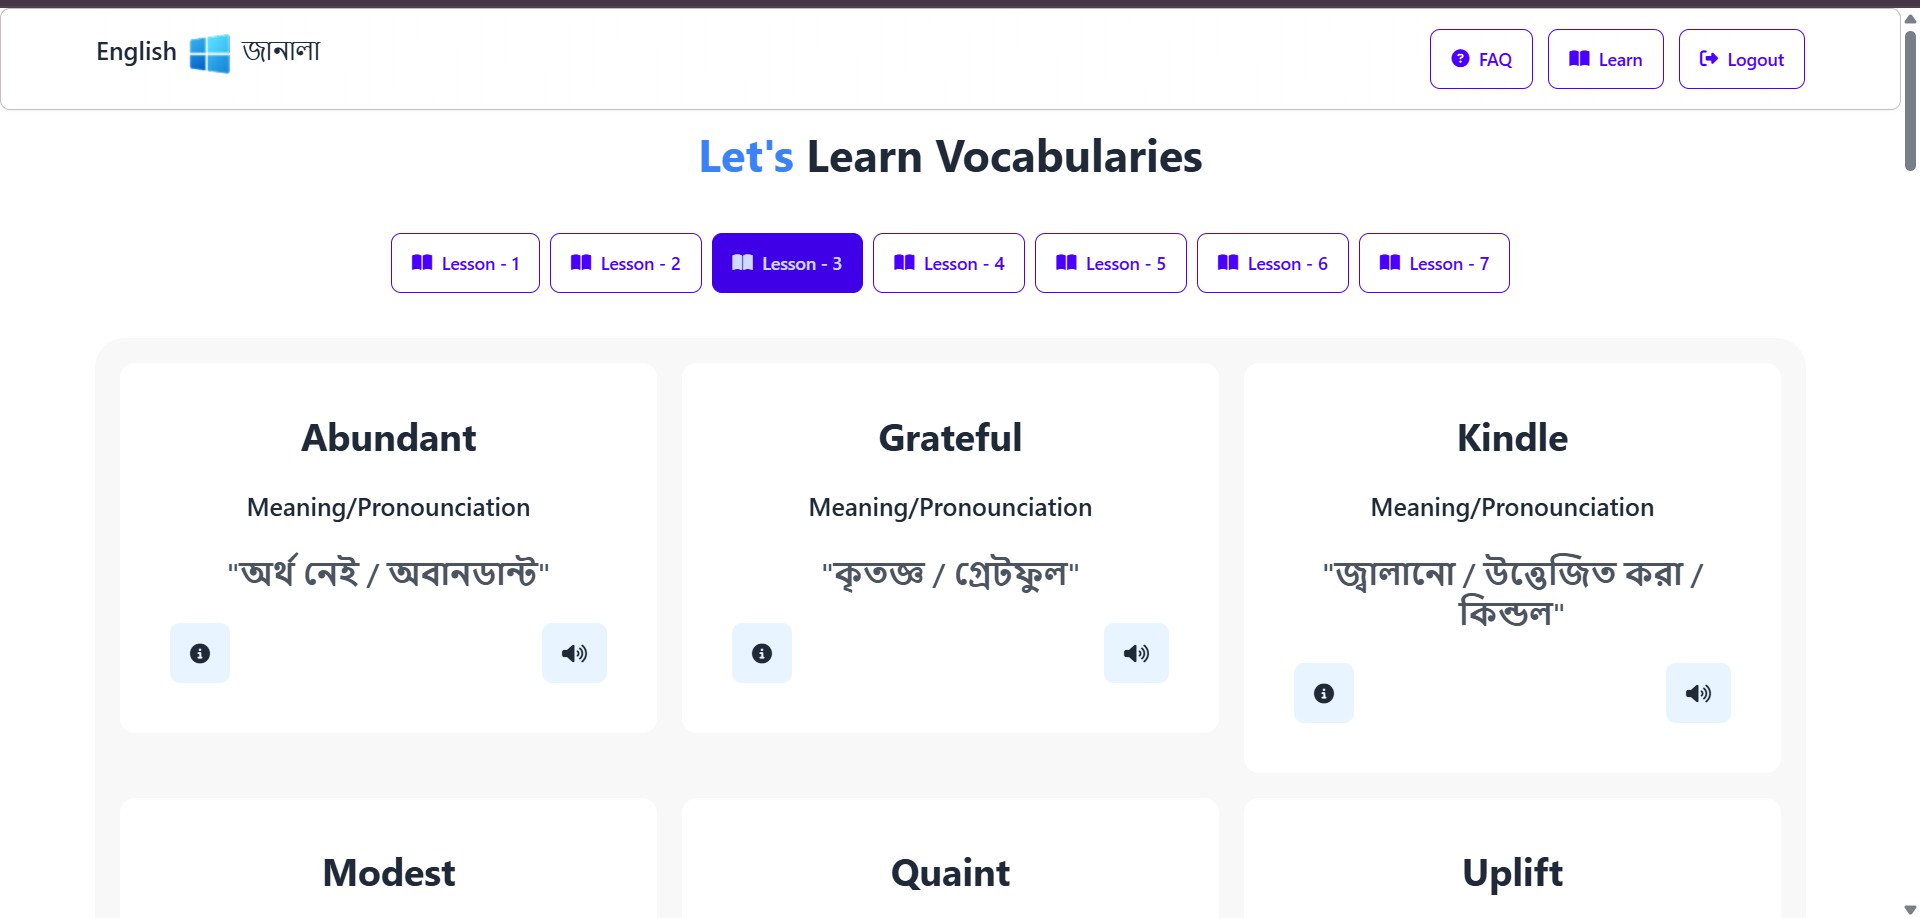 English জানালা
FAQ
Learn
Logout
Let's Learn Vocabularies
Lesson - 1
Lesson - 2
Lesson - 3
Lesson - 4
Lesson - 5
Lesson - 6
Lesson - 7
Abundant
Meaning/Pronounciation
"অর্থ নেই / অবানডান্ট"
Grateful
Meaning/Pronounciation
"কৃতজ্ঞ / গ্রেটফুল"
Kindle
Meaning/Pronounciation
"জ্বালানো / উত্তেজিত করা /
কিন্ডল"
Modest
Quaint
Uplift